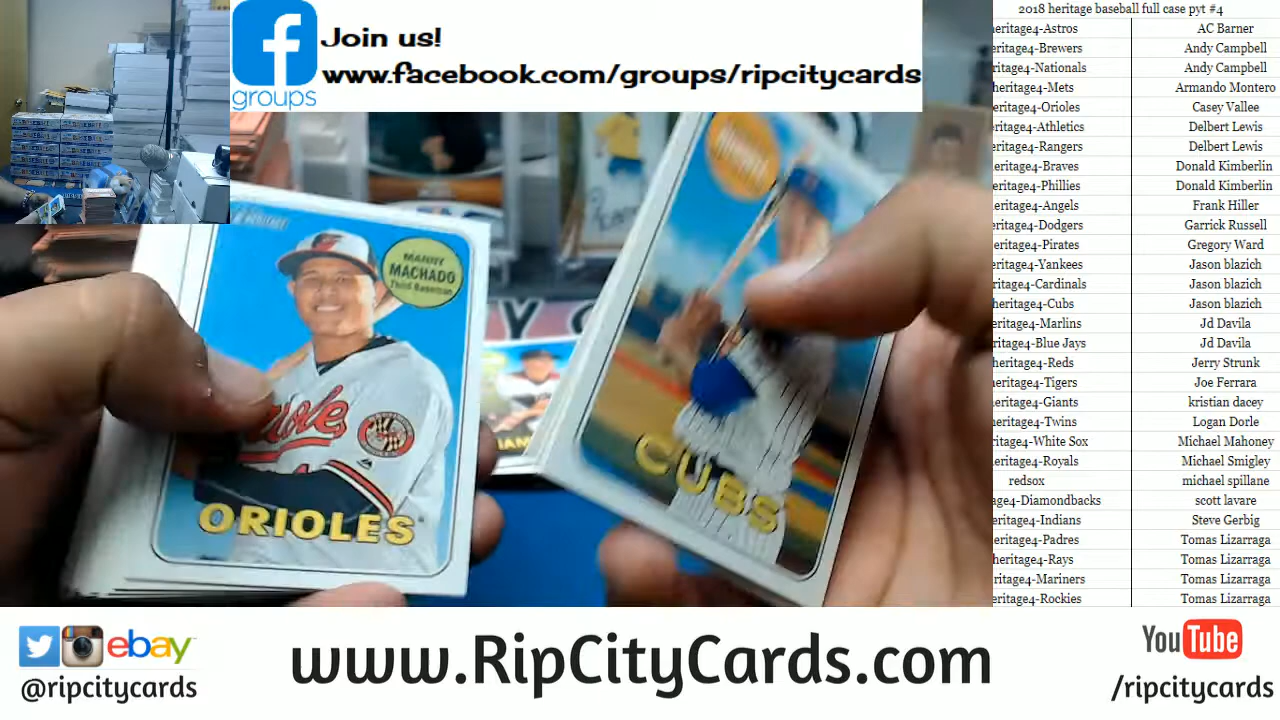 Join us!
www.facebook.com/groups/ripcitycards
groups
2018 heritage baseball full case pyt #4
eritage4-Astros AC Barner
eritage4-Brewers Andy Campbell
eritage4-Nationals Andy Campbell
heritage4-Mets Armando Montero
eritage4-Orioles Casey Vallee
eritage4-Athletics Delbert Lewis
eritage4-Rangers Delbert Lewis
eritage4-Braves Donald Kimberlin
eritage4-Phillies Donald Kimberlin
eritage4-Angels Frank Hiller
eritage4-Dodgers Garrick Russell
eritage4-Pirates Gregory Ward
eritage4-Yankees Jason blazich
eritage4-Cardinals Jason blazich
heritage4-Cubs Jason blazich
eritage4-Marlins Jd Davila
eritage4-Blue Jays Jd Davila
heritage4-Reds Jerry Strunk
eritage4-Tigers Joe Ferrara
eritage4-Giants kristian dacey
eritage4-Twins Logan Dorle
ritage4-White Sox Michael Mahoney
eritage4-Royals Michael Smigley
redsox michael spillane
age4-Diamondbacks scott lavare
eritage4-Indians Steve Gerbig
eritage4-Padres Tomas Lizarraga
heritage4-Rays Tomas Lizarraga
ritage4-Mariners Tomas Lizarraga
eritage4-Rockies Tomas Lizarraga
MANNY
MACHADO
Third Baseman
Orioles
ORIOLES
CUBS
ebay
@ripcitycards
www.RipCityCards.com
YouTube
/ripcitycards